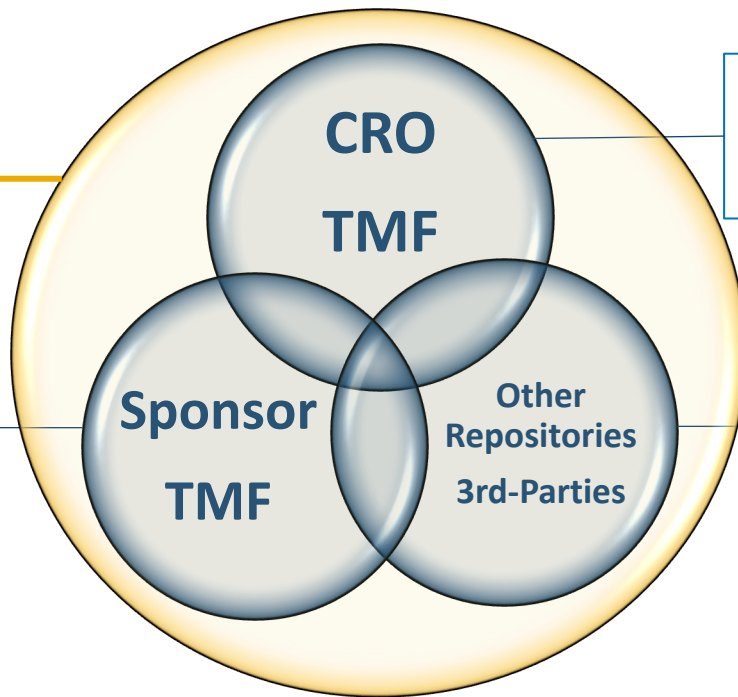 CRO
TMF
Sponsor
TMF
Other
Repositories
3rd-Parties